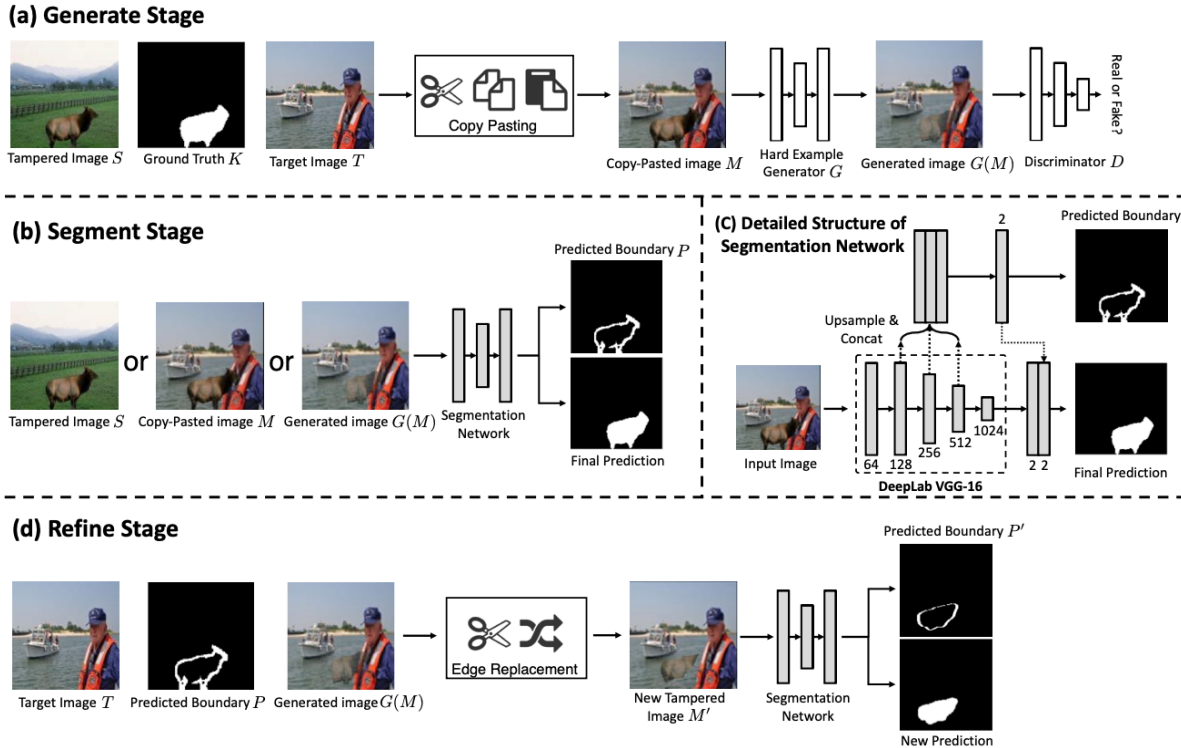 (a) Generate Stage
Tampered Image S
Ground Truth K
Target Image T
Copy Pasting
Copy-Pasted image M
Hard Example
Generator G
Generated image G(M)
Discriminator D
Real or Fake?
(b) Segment Stage
Tampered Image S
or
Copy-Pasted image M
or
Generated image G(M)
Segmentation
Network
Predicted Boundary P
Final Prediction
(C) Detailed Structure of
Segmentation Network
2
Predicted Boundary
Upsample &
Concat
Input Image
64
128
256
512
1024
2 2
DeepLab VGG-16
Final Prediction
(d) Refine Stage
Target Image T
Predicted Boundary P
Generated image G(M)
Edge Replacement
New Tampered
Image M′
Segmentation
Network
Predicted Boundary P′
New Prediction